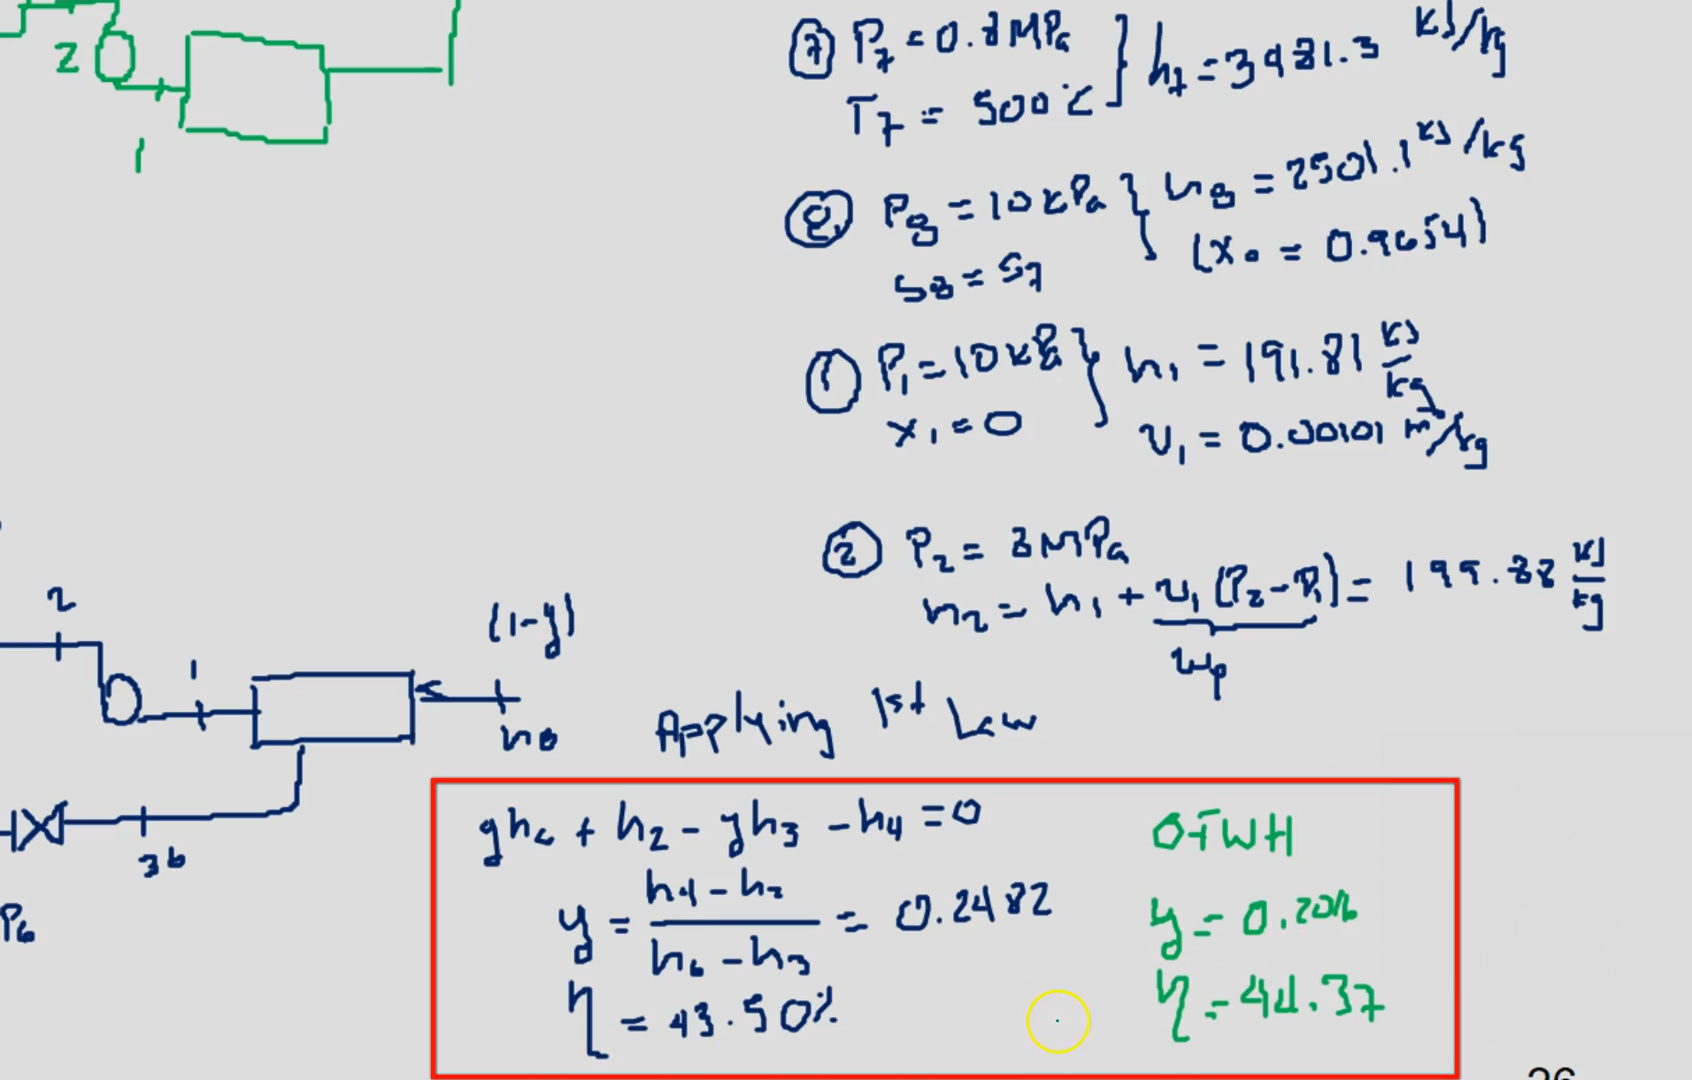 2
1
⑦ P₇ = 0.8 MPa } h₇ = 3481.3 kJ/kg
T₇ = 500°C
⑧ P₈ = 10 kPa } h₈ = 2501.1 kJ/kg
s₈ = s₇ (x₈ = 0.9654)
① P₁ = 10 kPa } h₁ = 191.81 kJ/kg
x₁ = 0 v₁ = 0.00101 m³/kg
② P₂ = 8 MPa
h₂ = h₁ + v₁ (P₂ - P₁) = 199.88 kJ/kg
wp
2
1
(1-y)
h8
3b
P6
Applying 1st Law
yh₆ + h₂ - yh₃ - h₄ = 0
y = (h₄ - h₂)/(h₆ - h₃) = 0.2482
η = 43.50%
OFWH
y =
η = 44.37
26